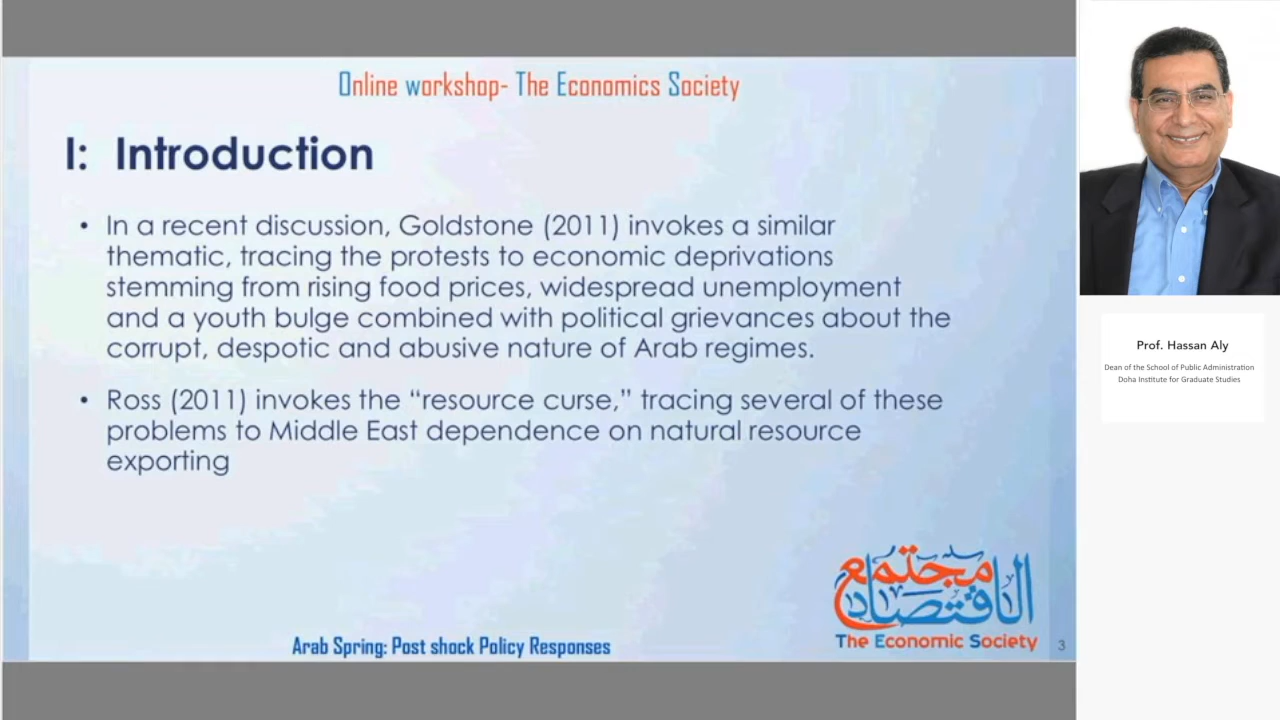 Online workshop- The Economics Society
I: Introduction
• In a recent discussion, Goldstone (2011) invokes a similar
thematic, tracing the protests to economic deprivations
stemming from rising food prices, widespread unemployment
and a youth bulge combined with political grievances about the
corrupt, despotic and abusive nature of Arab regimes.
• Ross (2011) invokes the “resource curse,” tracing several of these
problems to Middle East dependence on natural resource
exporting
مجتمع
الاقتصاد
The Economic Society
Arab Spring: Post shock Policy Responses
3
Prof. Hassan Aly
Dean of the School of Public Administration
Doha Institute for Graduate Studies